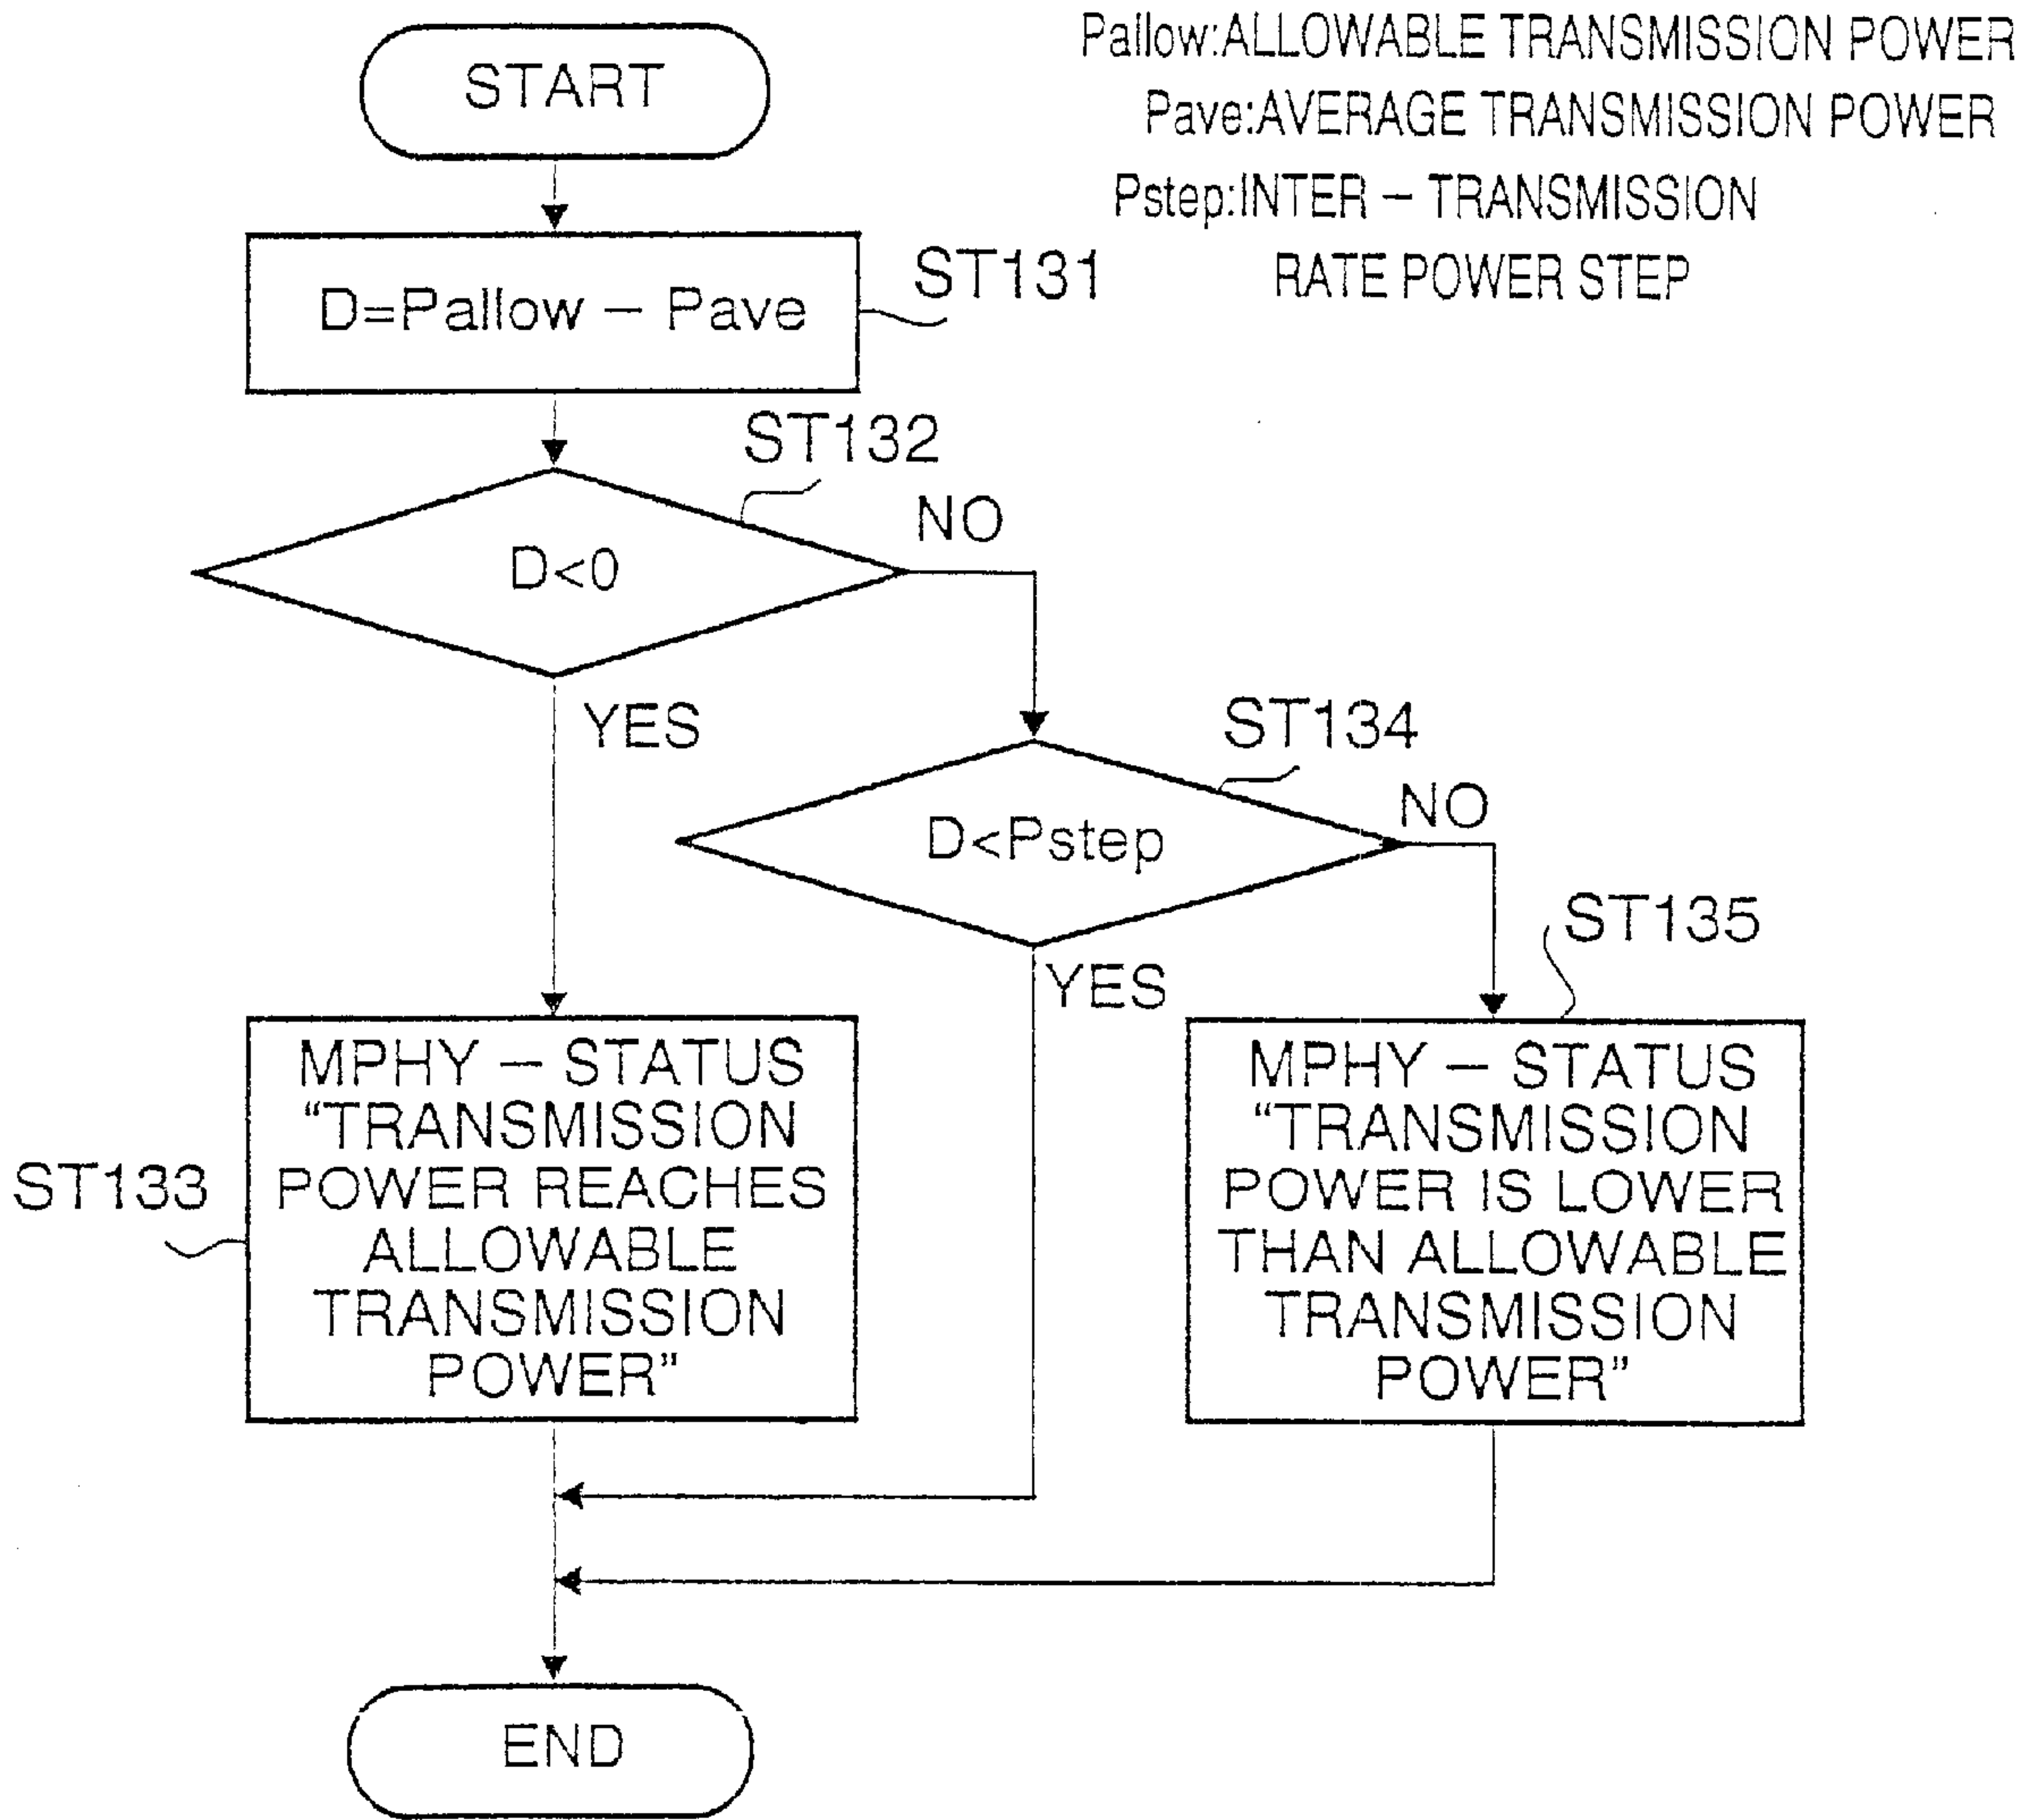 Pallow:ALLOWABLE TRANSMISSION POWER
Pave:AVERAGE TRANSMISSION POWER
Pstep:INTER – TRANSMISSION
RATE POWER STEP
START
D=Pallow – Pave
ST131
ST132
D<0
NO
YES
ST134
D<Pstep
NO
YES
ST135
ST133
MPHY – STATUS
“TRANSMISSION
POWER REACHES
ALLOWABLE
TRANSMISSION
POWER”
MPHY – STATUS
“TRANSMISSION
POWER IS LOWER
THAN ALLOWABLE
TRANSMISSION
POWER”
END